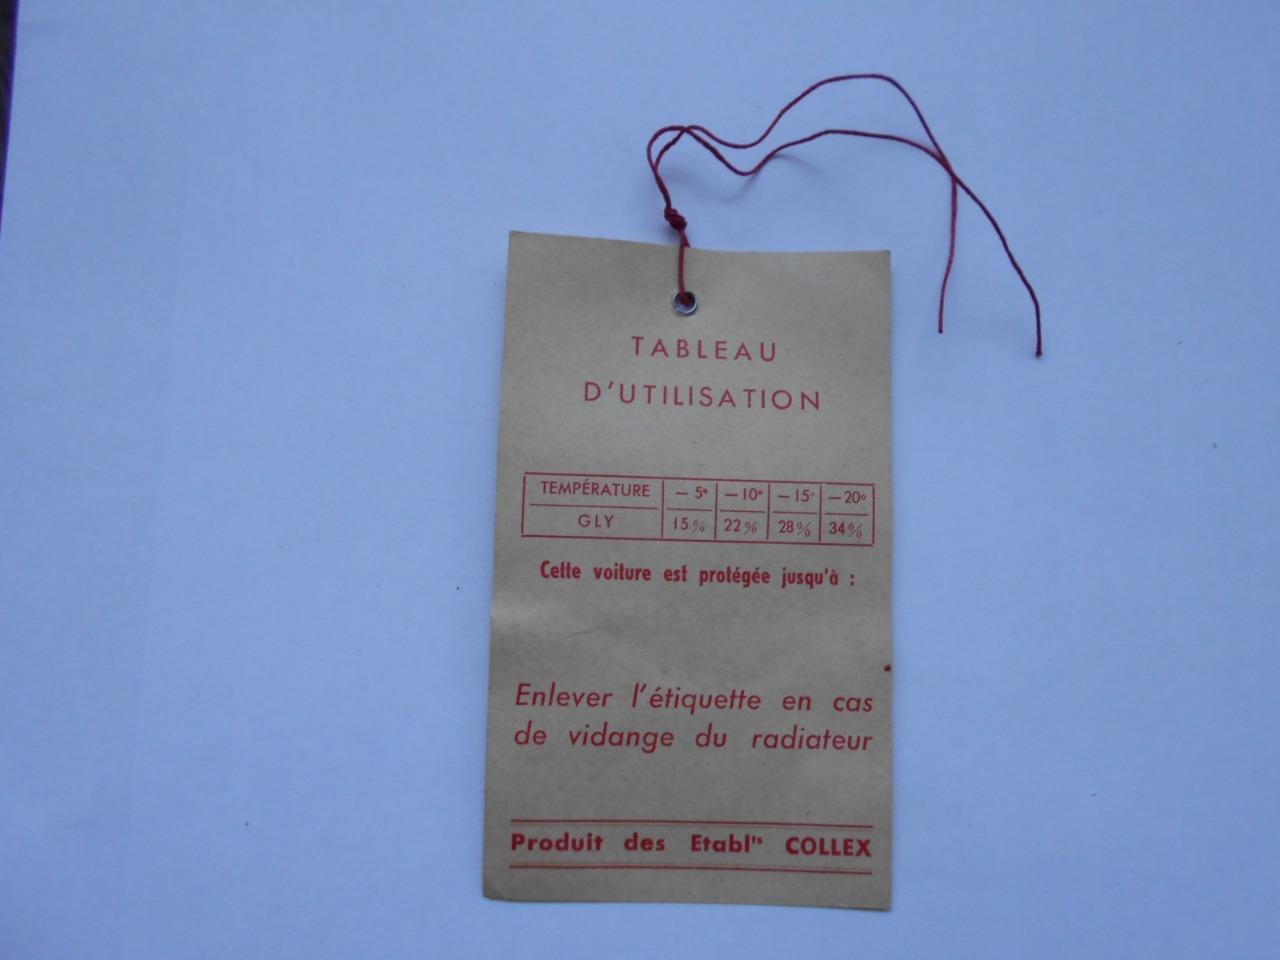 TABLEAU
D'UTILISATION
TEMPÉRATURE — 5° — 10° — 15° — 20°
GLY 15% 22% 28% 34%
Cette voiture est protégée jusqu'à :
Enlever l'étiquette en cas
de vidange du radiateur
Produit des Etabl^ts COLLEX